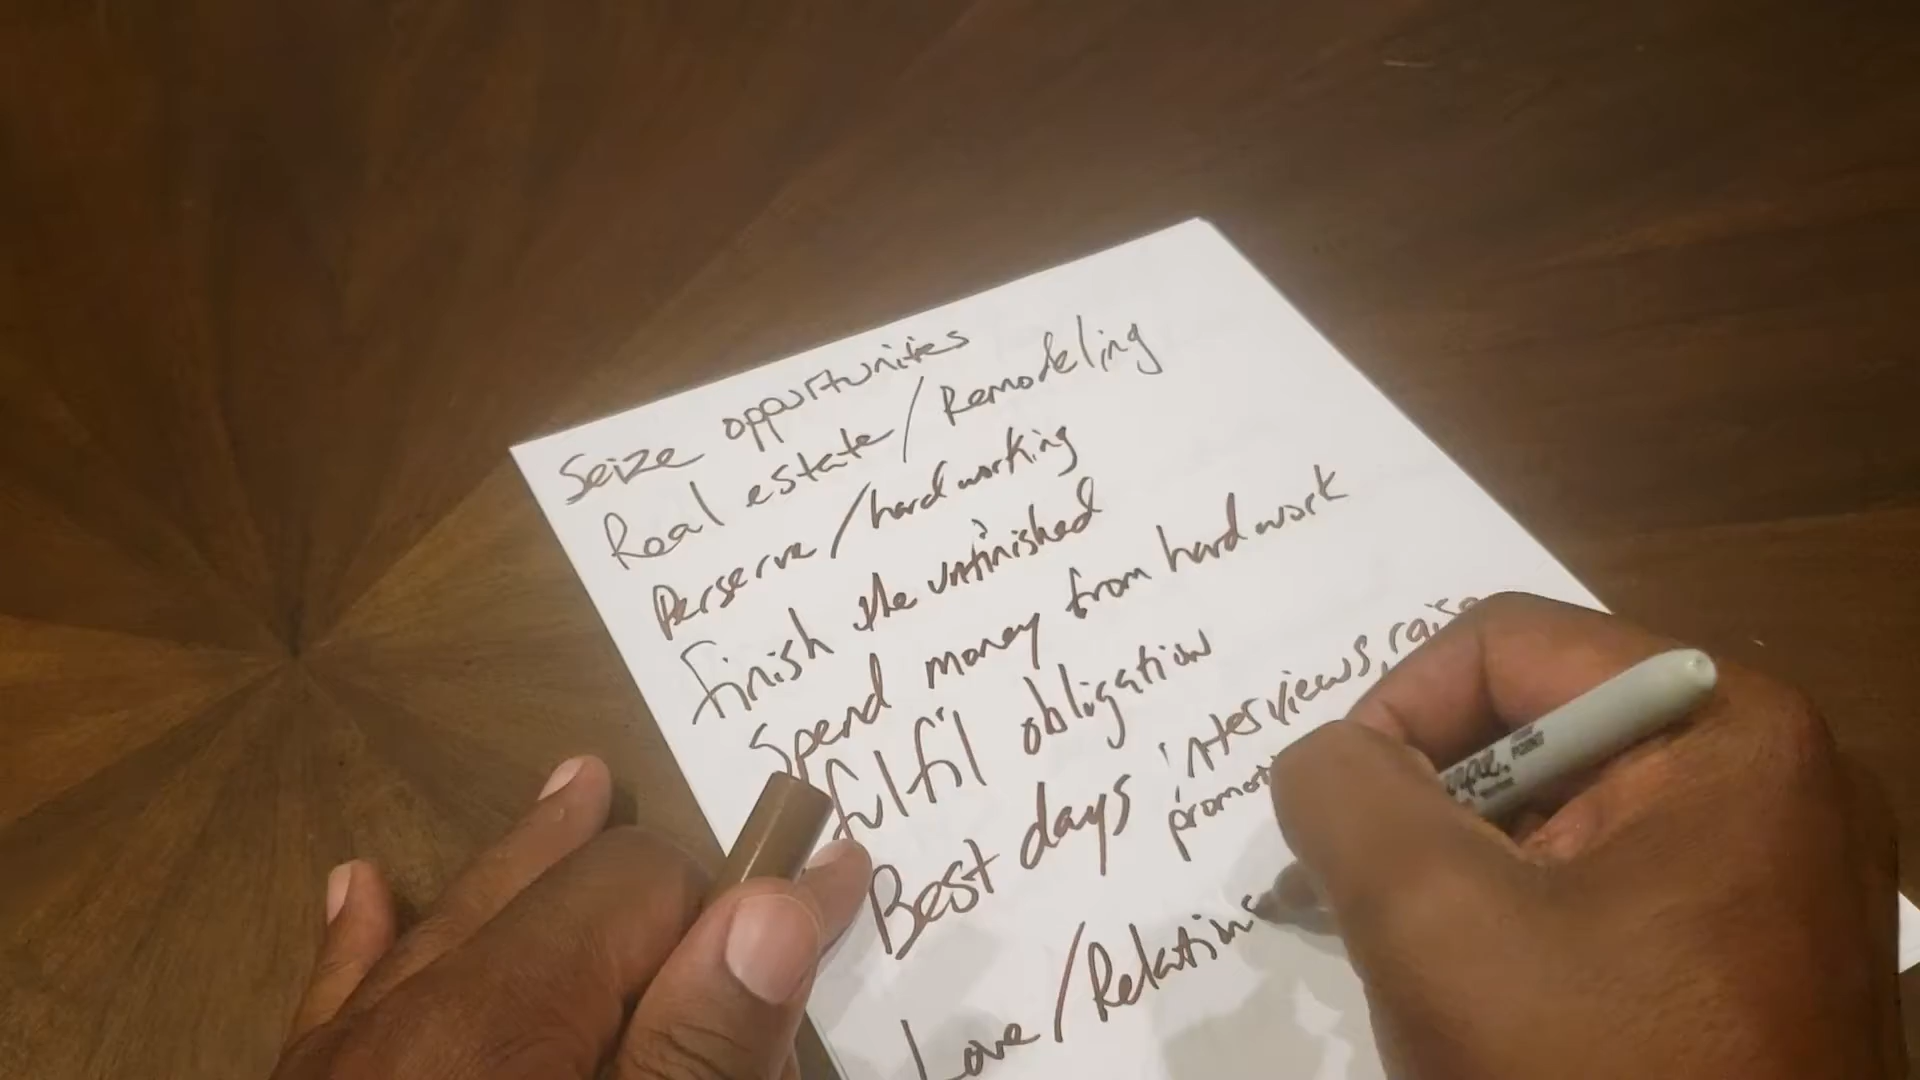 Seize opportunities
Real estate / Remodeling
Perserve / hard working
finish the unfinished
Spend money from hard work
fulfil obligation
Best days interviews, raise
Love / Relations